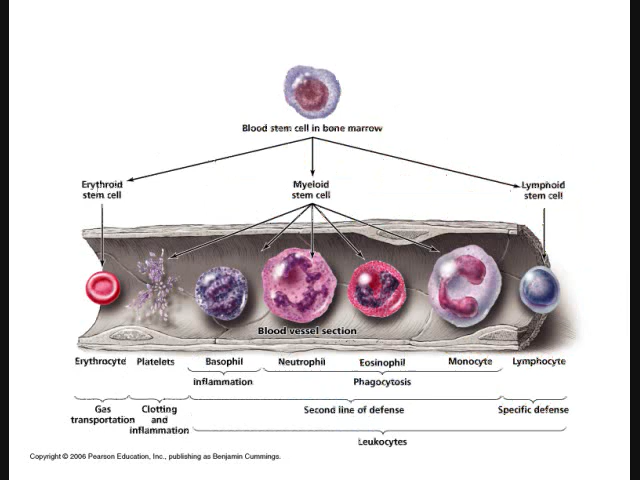 Blood stem cell in bone marrow
Erythroid
stem cell
Myeloid
stem cell
Lymphoid
stem cell
Blood vessel section
Erythrocyte
Platelets
Basophil
Neutrophil
Eosinophil
Monocyte
Lymphocyte
Inflammation
Phagocytosis
Gas
transportation
Clotting
and
inflammation
Second line of defense
Specific defense
Leukocytes
Copyright © 2006 Pearson Education, Inc., publishing as Benjamin Cummings.